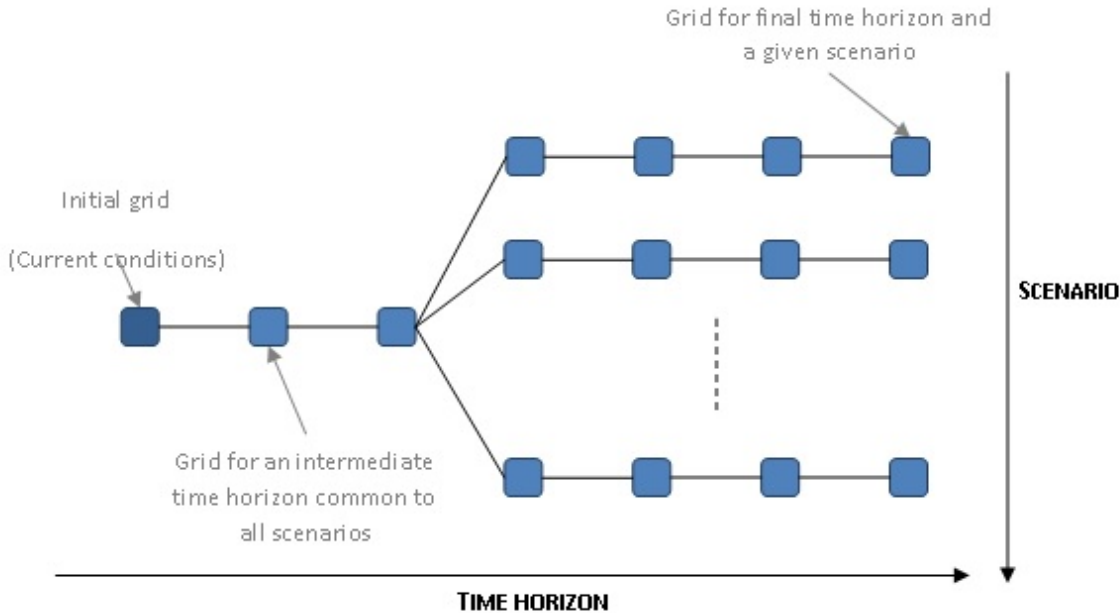 Grid for final time horizon and
a given scenario
Initial grid
(Current conditions)
SCENARIO
Grid for an intermediate
time horizon common to
all scenarios
TIME HORIZON